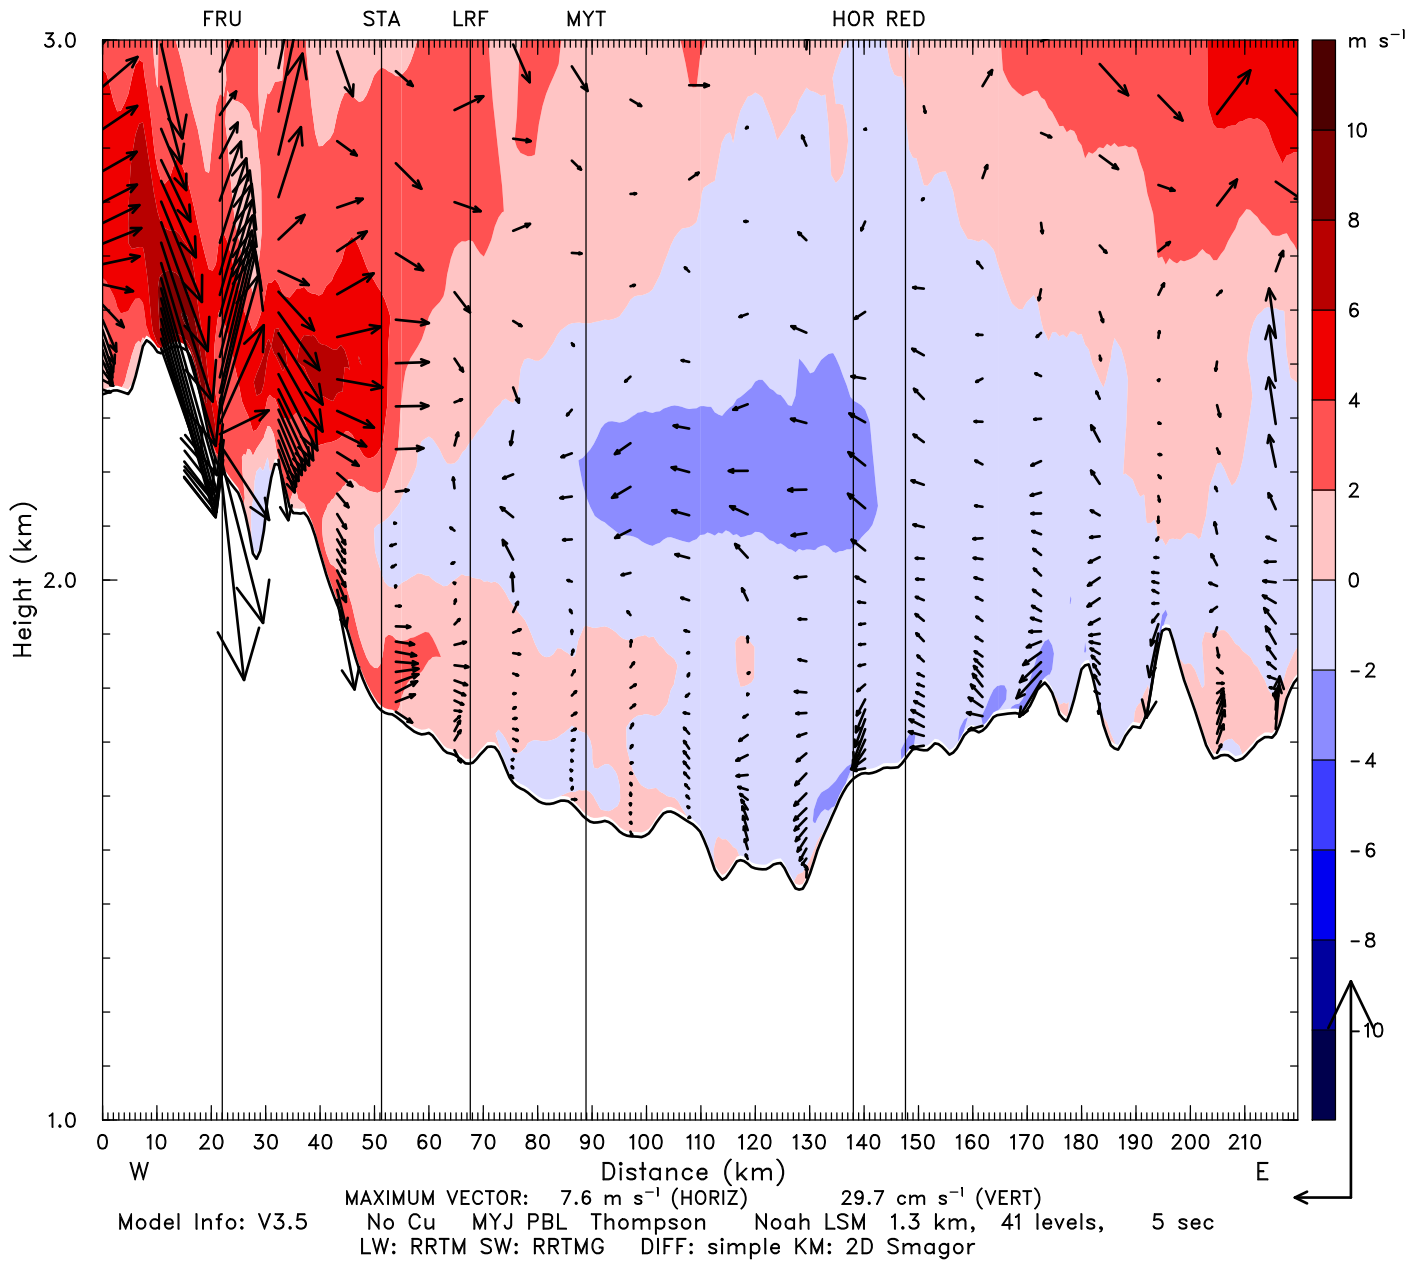 FRU STA LRF MYT HOR RED
3.0
m s⁻¹
10
8
6
4
2
Height (km)
2.0
0
-2
-4
-6
-8
-10
1.0
0 10 20 30 40 50 60 70 80 90 100 110 120 130 140 150 160 170 180 190 200 210
W Distance (km) E
MAXIMUM VECTOR: 7.6 m s⁻¹ (HORIZ) 29.7 cm s⁻¹ (VERT)
Model Info: V3.5 No Cu MYJ PBL Thompson Noah LSM 1.3 km, 41 levels, 5 sec
LW: RRTM SW: RRTMG DIFF: simple KM: 2D Smagor